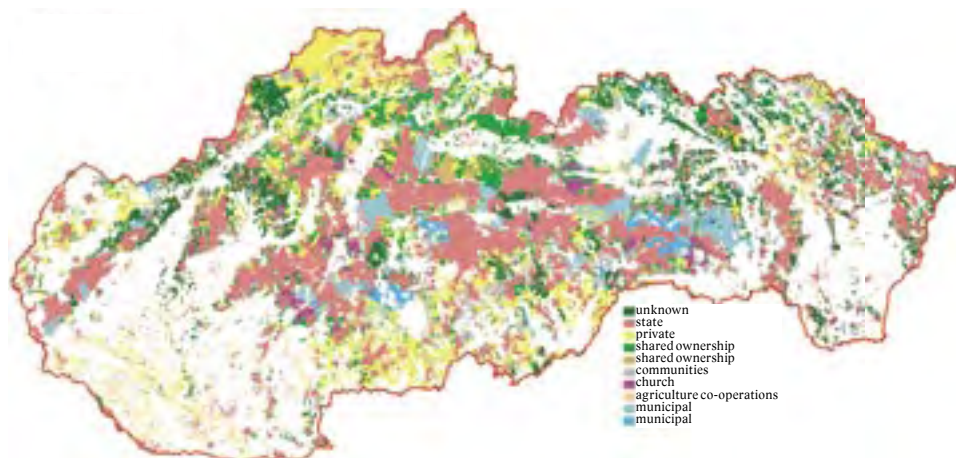 unknown
state
private
shared ownership
shared ownership
communities
church
agriculture co-operations
municipal
municipal